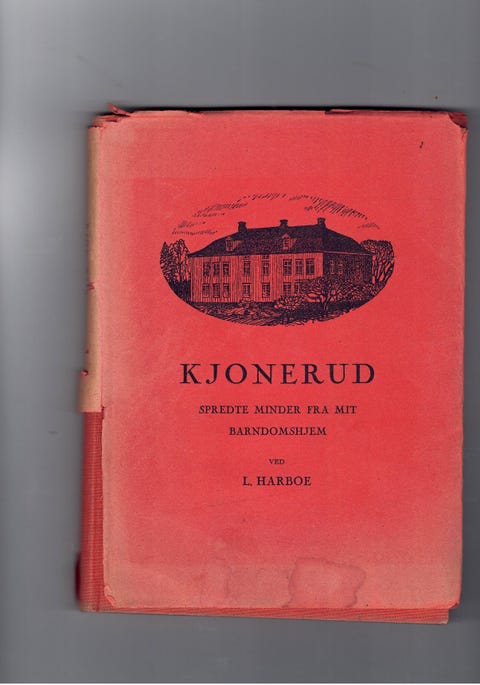 KJONERUD
SPREDTE MINDER FRA MIT
BARNDOMSHJEM
VED
L. HARBOE